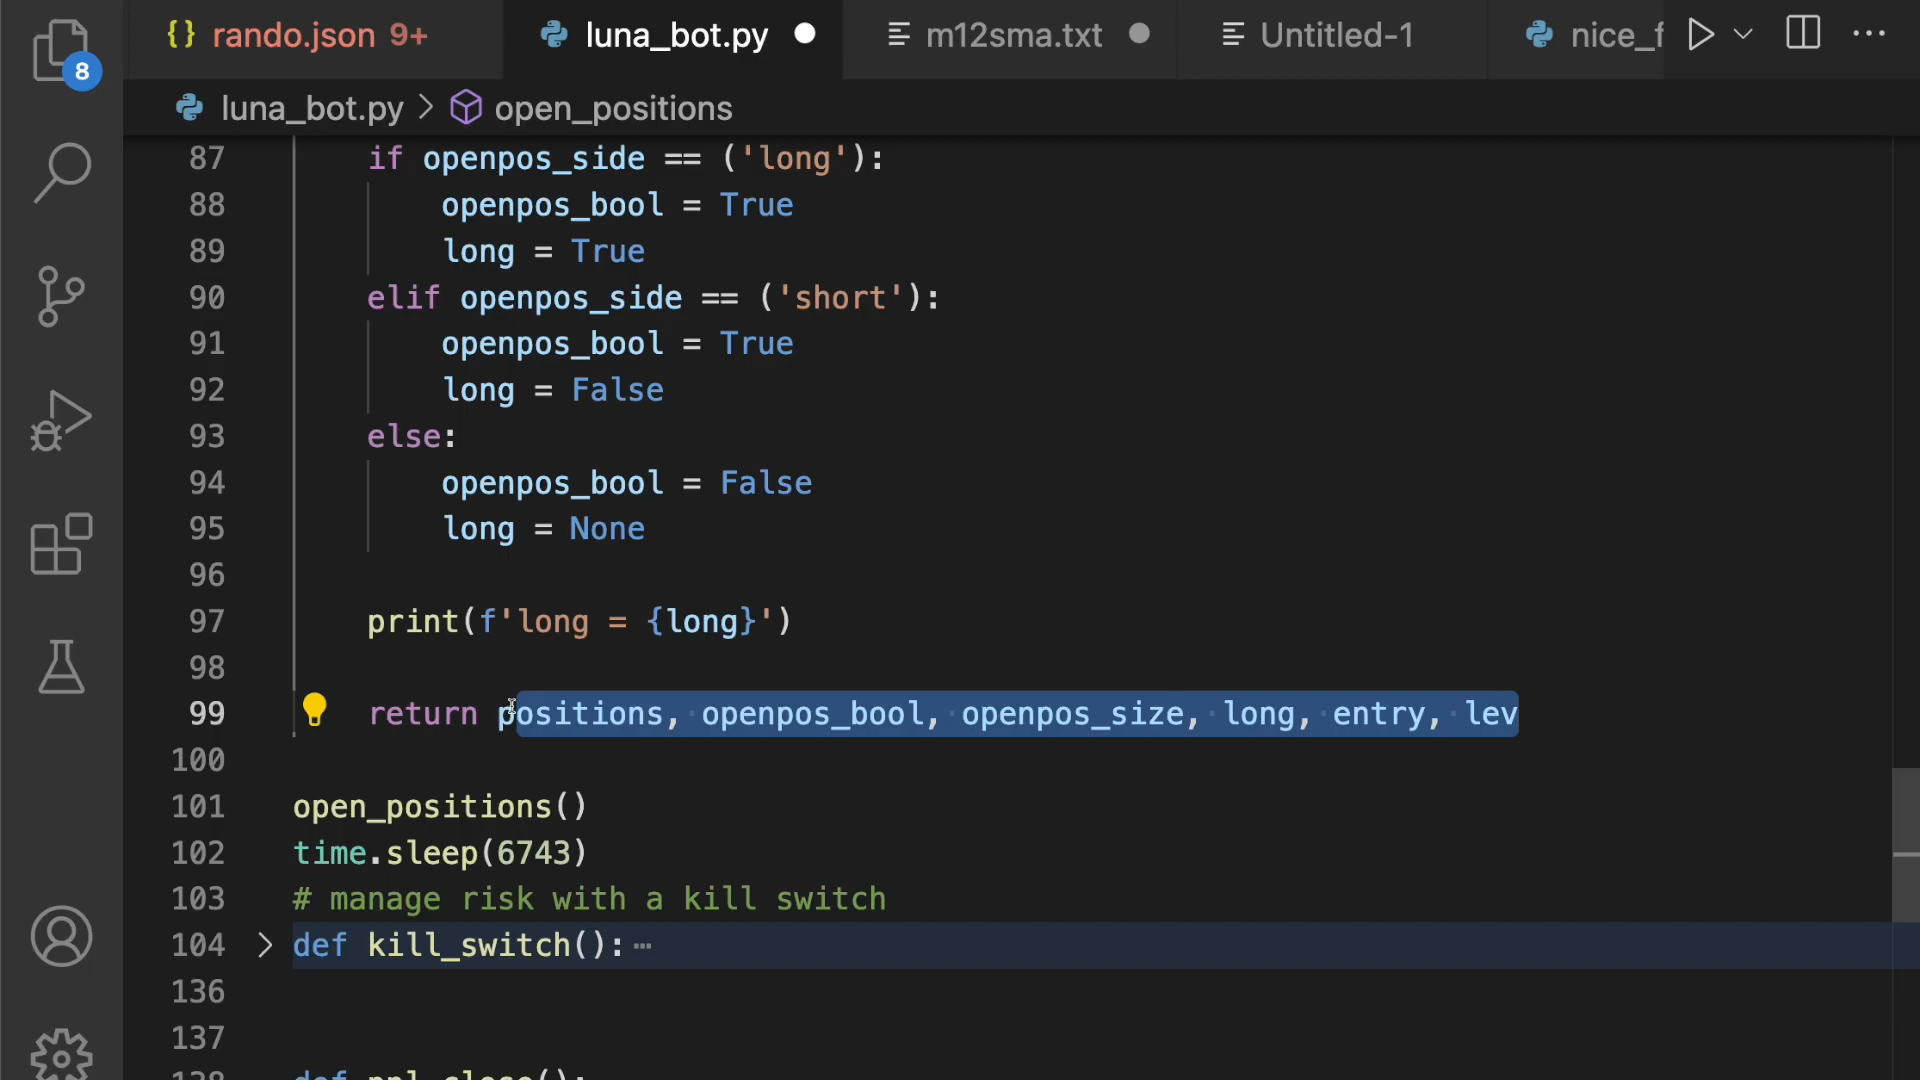 8
{} rando.json 9+
luna_bot.py
m12sma.txt
Untitled-1
nice_f
luna_bot.py > open_positions
87 if openpos_side == ('long'):
88 openpos_bool = True
89 long = True
90 elif openpos_side == ('short'):
91 openpos_bool = True
92 long = False
93 else:
94 openpos_bool = False
95 long = None
96
97 print(f'long = {long}')
98
99 return positions, openpos_bool, openpos_size, long, entry, lev
100
101 open_positions()
102 time.sleep(6743)
103 # manage risk with a kill switch
104 def kill_switch(): ⋯
136
137
138 def pnl_close():